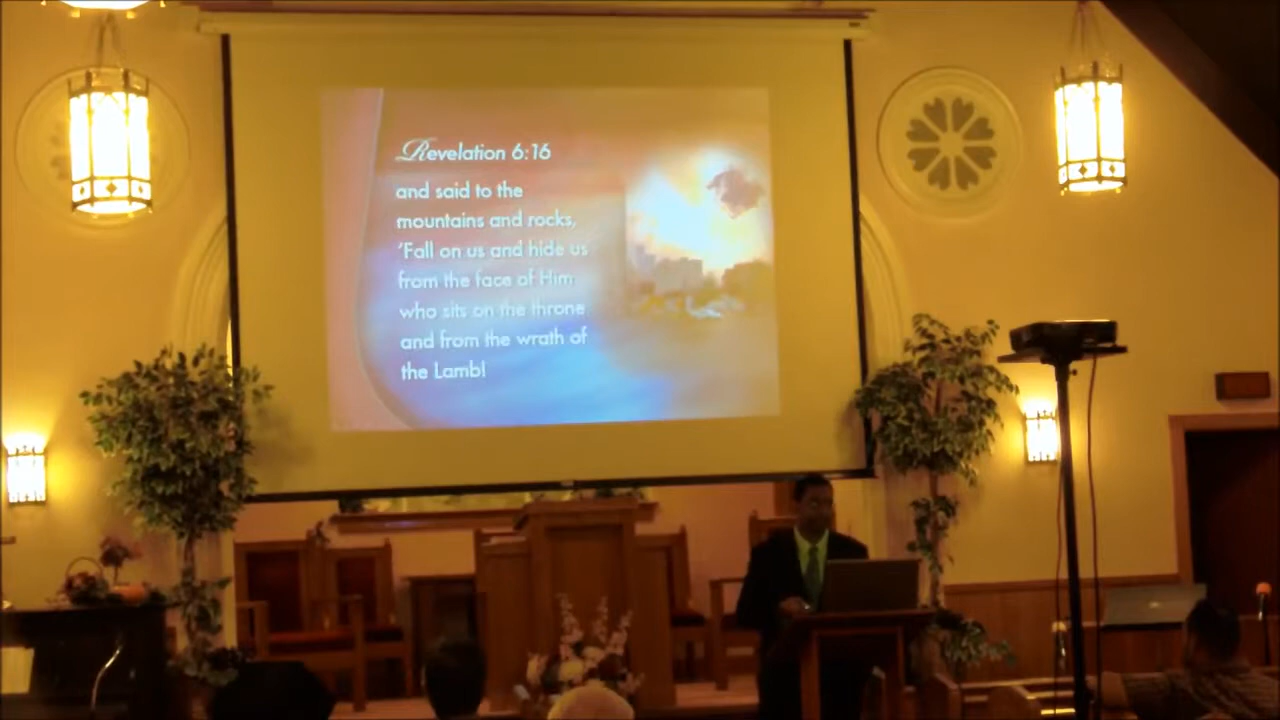 Revelation 6:16
and said to the
mountains and rocks,
‘Fall on us and hide us
from the face of Him
who sits on the throne
and from the wrath of
the Lamb!